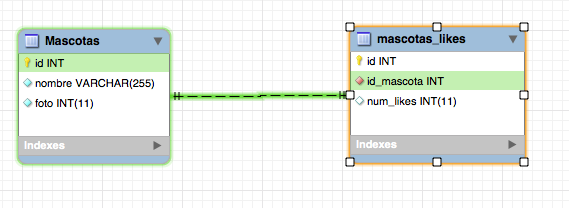 Mascotas
id INT
nombre VARCHAR(255)
foto INT(11)
Indexes
mascotas_likes
id INT
id_mascota INT
num_likes INT(11)
Indexes